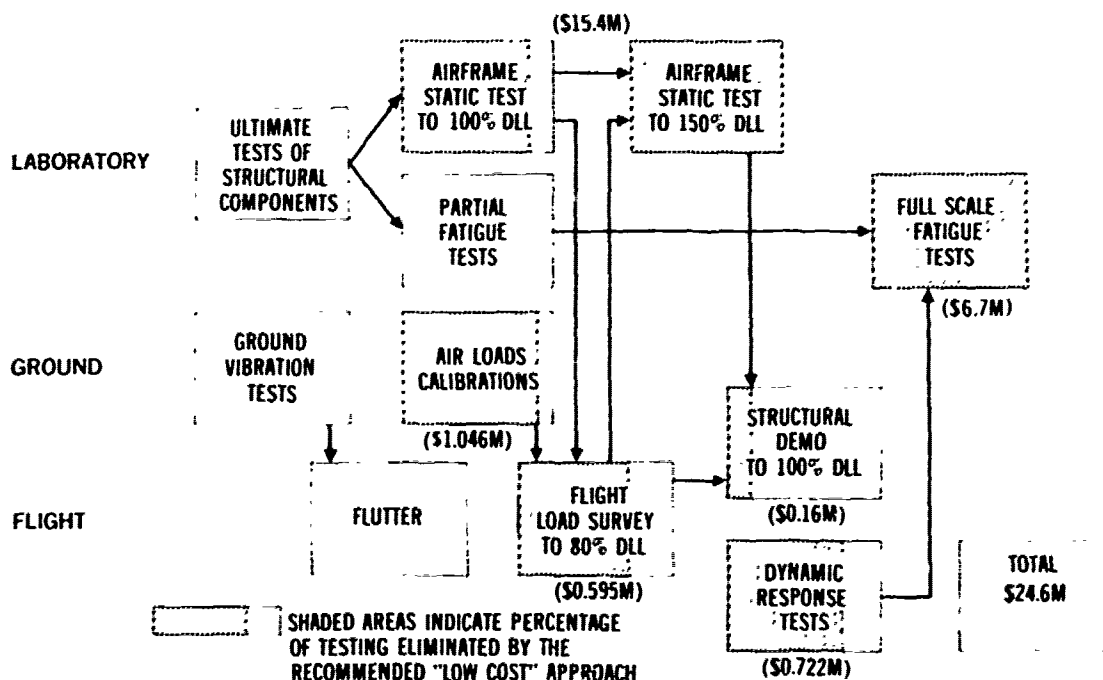 ($15.4M)
AIRFRAME
STATIC TEST
TO 100% DLL
AIRFRAME
STATIC TEST
TO 150% DLL
LABORATORY
ULTIMATE
TESTS OF
STRUCTURAL
COMPONENTS
PARTIAL
FATIGUE
TESTS
FULL SCALE
FATIGUE
TESTS
($6.7M)
GROUND
GROUND
VIBRATION
TESTS
AIR LOADS
CALIBRATIONS
($1.046M)
STRUCTURAL
DEMO
TO 100% DLL
($0.16M)
FLIGHT
FLUTTER
FLIGHT
LOAD SURVEY
TO 80% DLL
($0.595M)
DYNAMIC
RESPONSE
TESTS
($0.722M)
TOTAL
$24.6M
SHADED AREAS INDICATE PERCENTAGE
OF TESTING ELIMINATED BY THE
RECOMMENDED "LOW COST" APPROACH